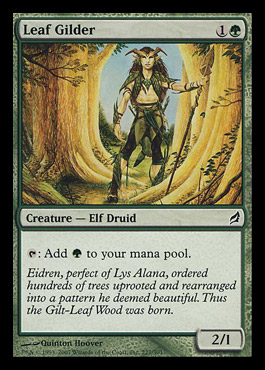 Leaf Gilder 1
Creature — Elf Druid
: Add to your mana pool.
Eidren, perfect of Lys Alana, ordered
hundreds of trees uprooted and rearranged
into a pattern he deemed beautiful. Thus
the Gilt-Leaf Wood was born.
Quinton Hoover
2/1